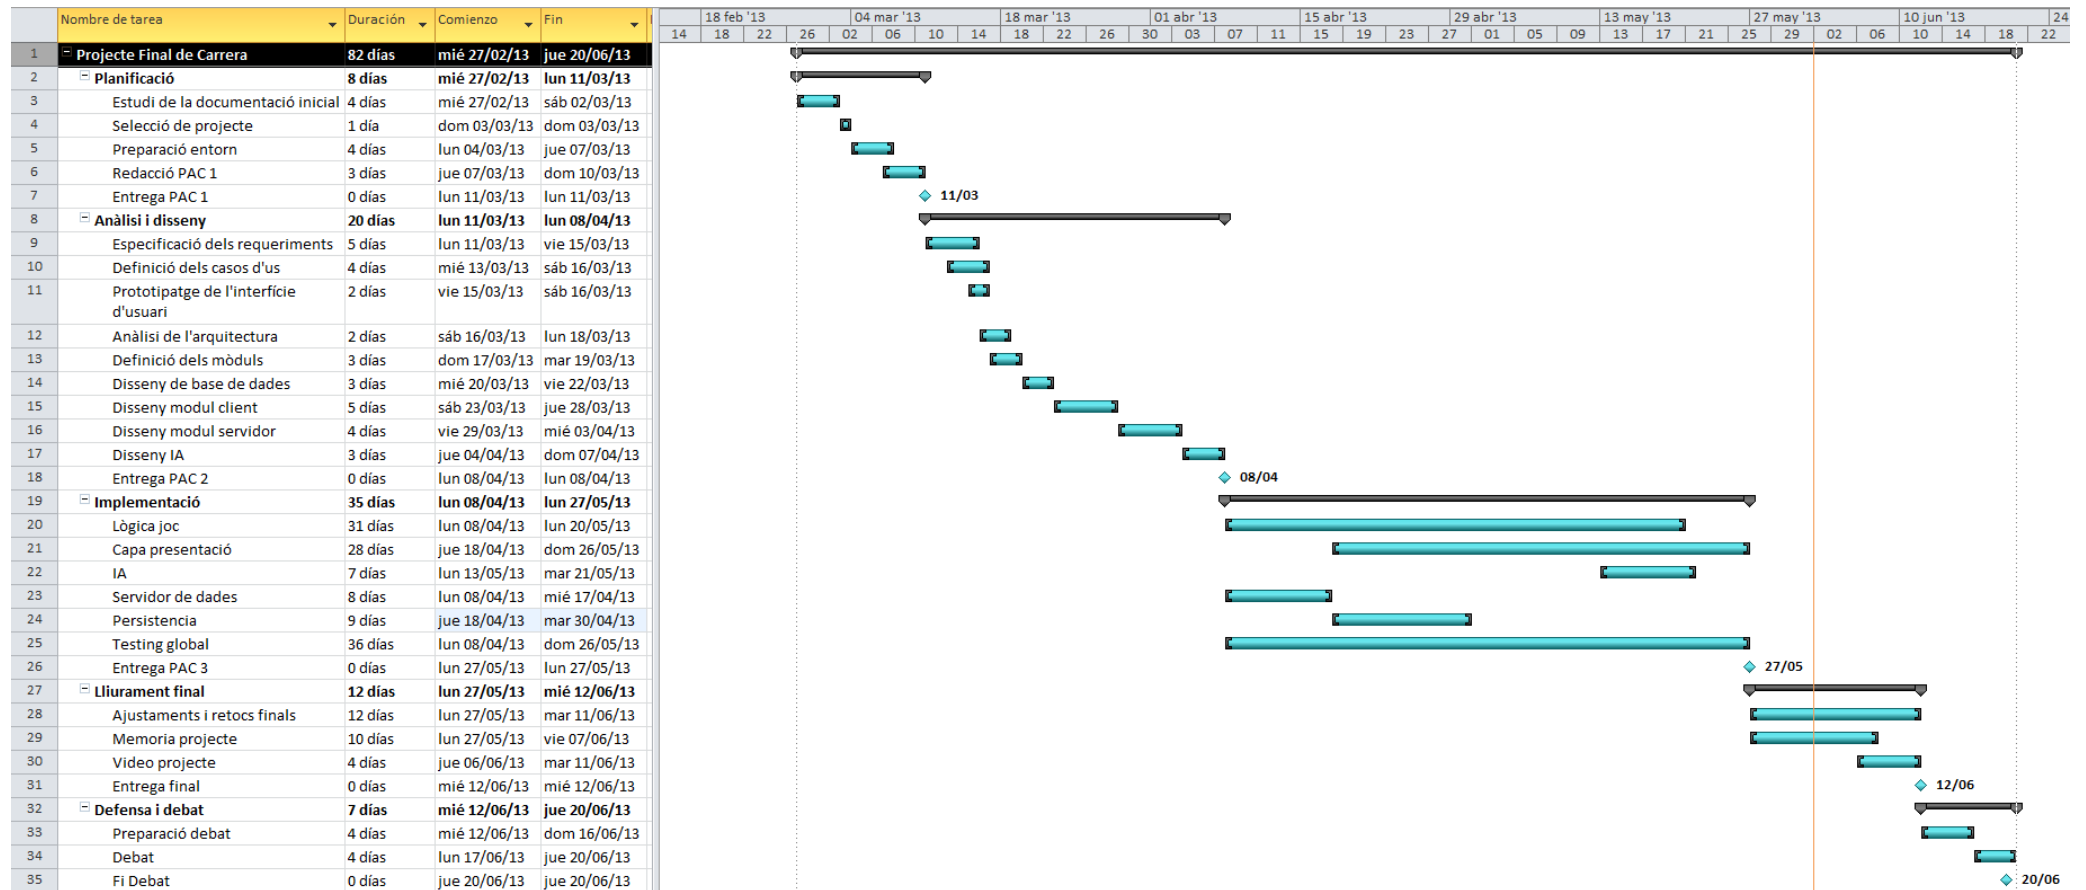 Nombre de tarea Duración Comienzo Fin
18 feb '13 04 mar '13 18 mar '13 01 abr '13 15 abr '13 29 abr '13 13 may '13 27 may '13 10 jun '13 24
14 18 22 26 02 06 10 14 18 22 26 30 03 07 11 15 19 23 27 01 05 09 13 17 21 25 29 02 06 10 14 18 22
1 Projecte Final de Carrera 82 días mié 27/02/13 jue 20/06/13
2 Planificació 8 días mié 27/02/13 lun 11/03/13
3 Estudi de la documentació inicial 4 días mié 27/02/13 sáb 02/03/13
4 Selecció de projecte 1 día dom 03/03/13 dom 03/03/13
5 Preparació entorn 4 días lun 04/03/13 jue 07/03/13
6 Redacció PAC 1 3 días jue 07/03/13 dom 10/03/13
7 Entrega PAC 1 0 días lun 11/03/13 lun 11/03/13 11/03
8 Anàlisi i disseny 20 días lun 11/03/13 lun 08/04/13
9 Especificació dels requeriments 5 días lun 11/03/13 vie 15/03/13
10 Definició dels casos d'us 4 días mié 13/03/13 sáb 16/03/13
11 Prototipatge de l'interfície 2 días vie 15/03/13 sáb 16/03/13
d'usuari
12 Anàlisi de l'arquitectura 2 días sáb 16/03/13 lun 18/03/13
13 Definició dels mòduls 3 días dom 17/03/13 mar 19/03/13
14 Disseny de base de dades 3 días mié 20/03/13 vie 22/03/13
15 Disseny modul client 5 días sáb 23/03/13 jue 28/03/13
16 Disseny modul servidor 4 días vie 29/03/13 mié 03/04/13
17 Disseny IA 3 días jue 04/04/13 dom 07/04/13
18 Entrega PAC 2 0 días lun 08/04/13 lun 08/04/13 08/04
19 Implementació 35 días lun 08/04/13 lun 27/05/13
20 Lògica joc 31 días lun 08/04/13 lun 20/05/13
21 Capa presentació 28 días jue 18/04/13 dom 26/05/13
22 IA 7 días lun 13/05/13 mar 21/05/13
23 Servidor de dades 8 días lun 08/04/13 mié 17/04/13
24 Persistencia 9 días jue 18/04/13 mar 30/04/13
25 Testing global 36 días lun 08/04/13 dom 26/05/13
26 Entrega PAC 3 0 días lun 27/05/13 lun 27/05/13 27/05
27 Lliurament final 12 días lun 27/05/13 mié 12/06/13
28 Ajustaments i retocs finals 12 días lun 27/05/13 mar 11/06/13
29 Memoria projecte 10 días lun 27/05/13 vie 07/06/13
30 Video projecte 4 días jue 06/06/13 mar 11/06/13
31 Entrega final 0 días mié 12/06/13 mié 12/06/13 12/06
32 Defensa i debat 7 días mié 12/06/13 jue 20/06/13
33 Preparació debat 4 días mié 12/06/13 dom 16/06/13
34 Debat 4 días lun 17/06/13 jue 20/06/13
35 Fi Debat 0 días jue 20/06/13 jue 20/06/13 20/06